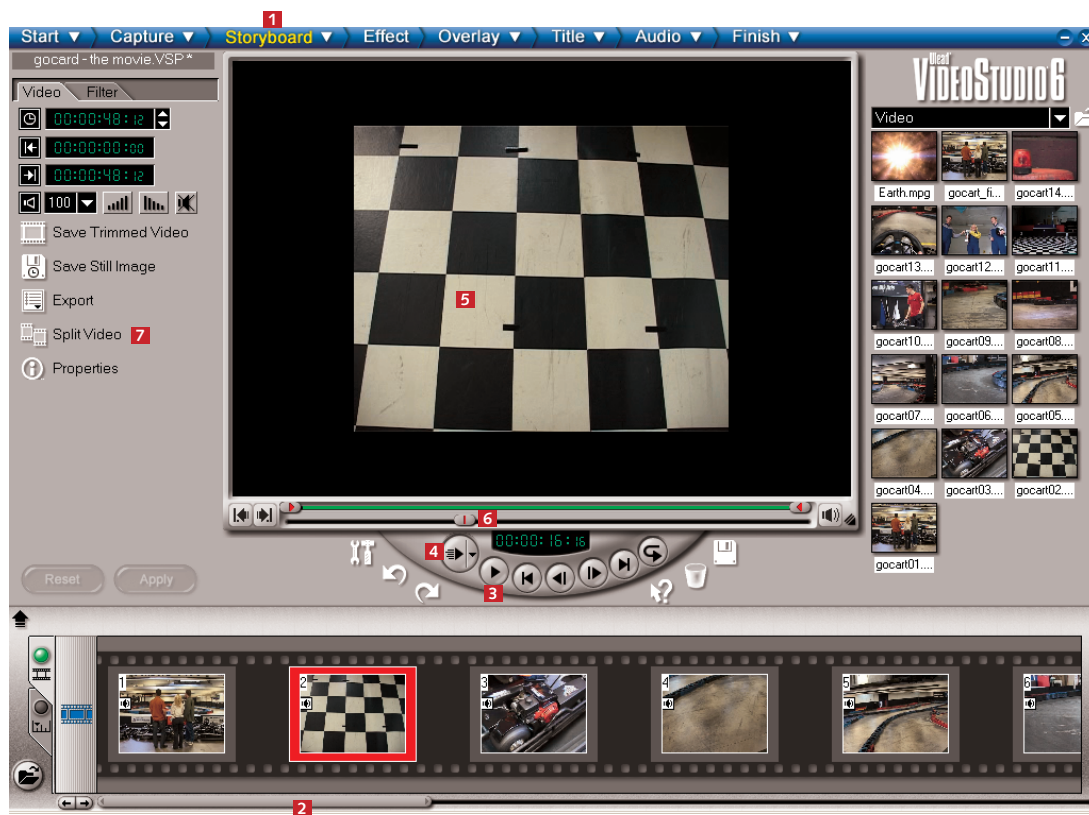 1
Start ▼ Capture ▼ Storyboard ▼ Effect Overlay ▼ Title ▼ Audio ▼ Finish ▼
gocard - the movie.VSP*
Ulead
VIDEOSTUDIO 6
Video Filter
Video
00:00:48:12
00:00:00:00
00:00:48:12
100
Save Trimmed Video
Save Still Image
Export
Split Video 7
Properties
5
Earth.mpg gocart_fi... gocart14....
gocart13.... gocart12.... gocart11....
gocart10.... gocart09.... gocart08....
gocart07.... gocart06.... gocart05....
gocart04.... gocart03.... gocart02....
gocart01....
6
4
00:00:16:16
3
Reset Apply
1
2
3
4
5
6
2